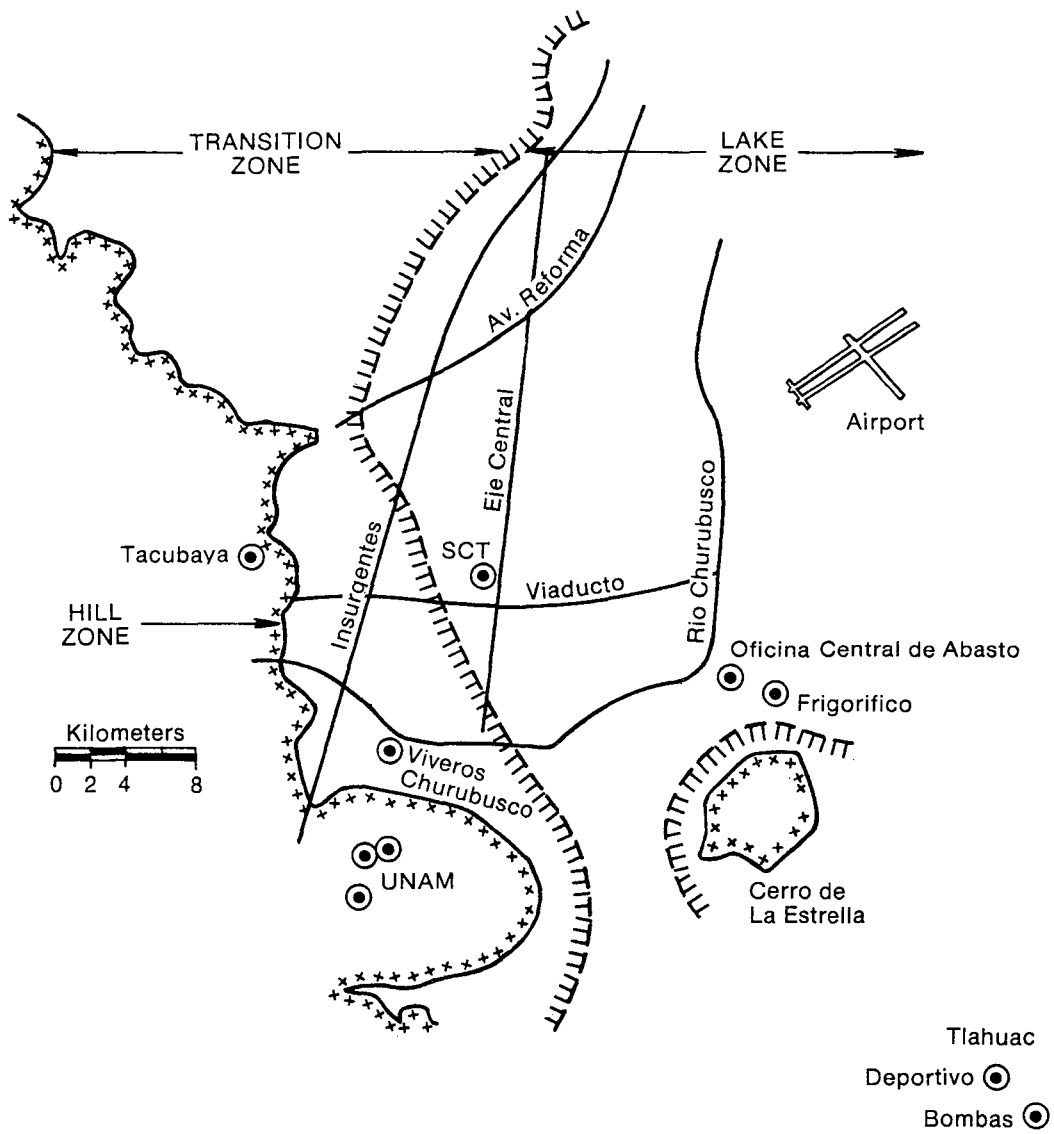 TRANSITION
ZONE
LAKE
ZONE
Av. Reforma
Airport
Eje Central
Rio Churubusco
Insurgentes
Tacubaya
SCT
Viaducto
HILL
ZONE
Oficina Central de Abasto
Frigorifico
Kilometers
0 2 4 8
Viveros
Churubusco
UNAM
Cerro de
La Estrella
Tlahuac
Deportivo
Bombas